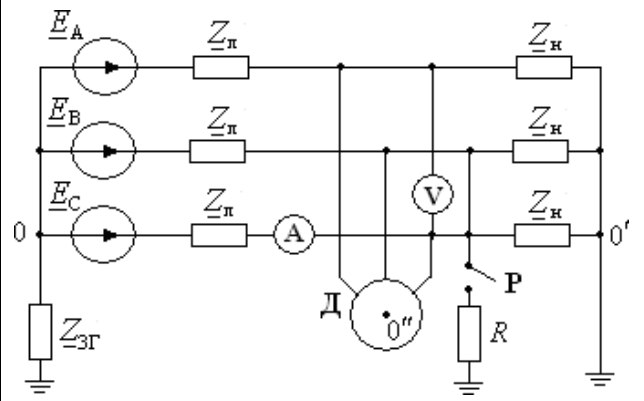 E_A Z_л Z_н
E_B Z_л Z_н
E_C Z_л A V Z_н
0 0'
Д 0" Р
Z_ЗГ R